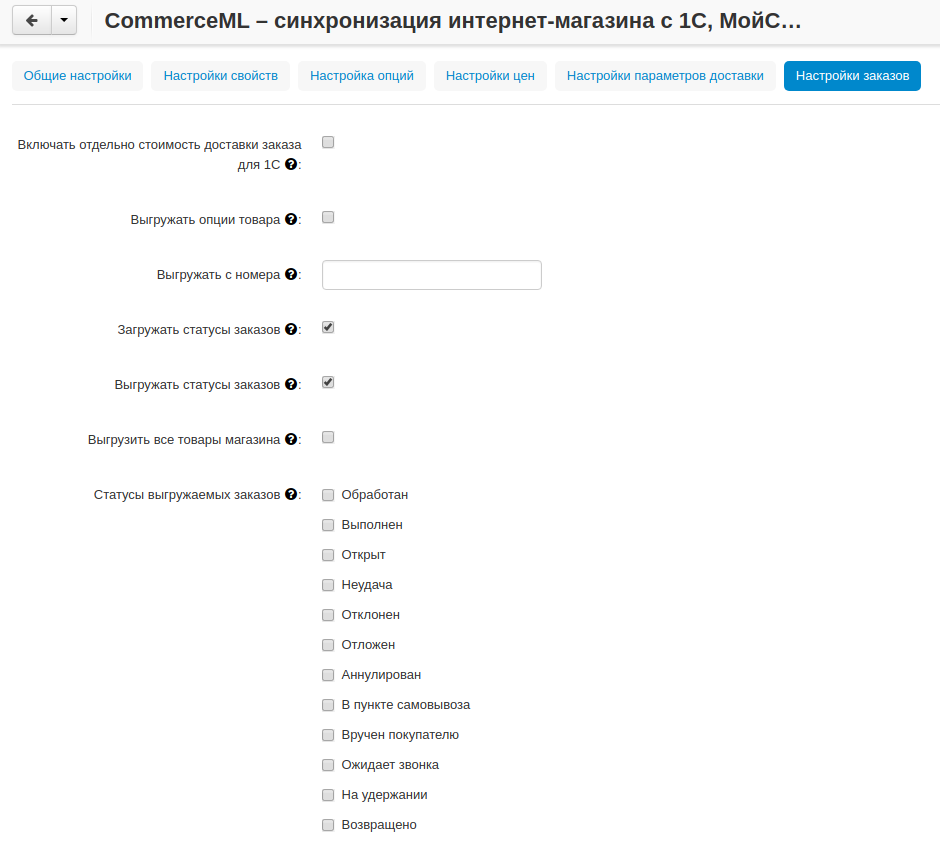 CommerceML – синхронизация интернет-магазина с 1С, МойС…
Общие настройки Настройки свойств Настройка опций Настройки цен Настройки параметров доставки Настройки заказов
Включать отдельно стоимость доставки заказа
для 1С ?:
Выгружать опции товара ?:
Выгружать с номера ?:
Загружать статусы заказов ?:
Выгружать статусы заказов ?:
Выгрузить все товары магазина ?:
Статусы выгружаемых заказов ?: Обработан
Выполнен
Открыт
Неудача
Отклонен
Отложен
Аннулирован
В пункте самовывоза
Вручен покупателю
Ожидает звонка
На удержании
Возвращено